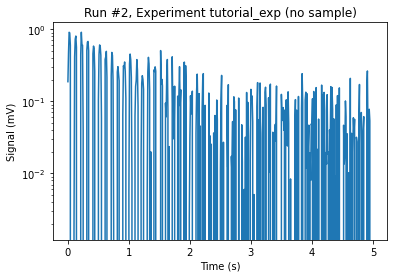 Run #2, Experiment tutorial_exp (no sample)
Signal (mV)
10⁰
10⁻¹
10⁻²
0 1 2 3 4 5
Time (s)